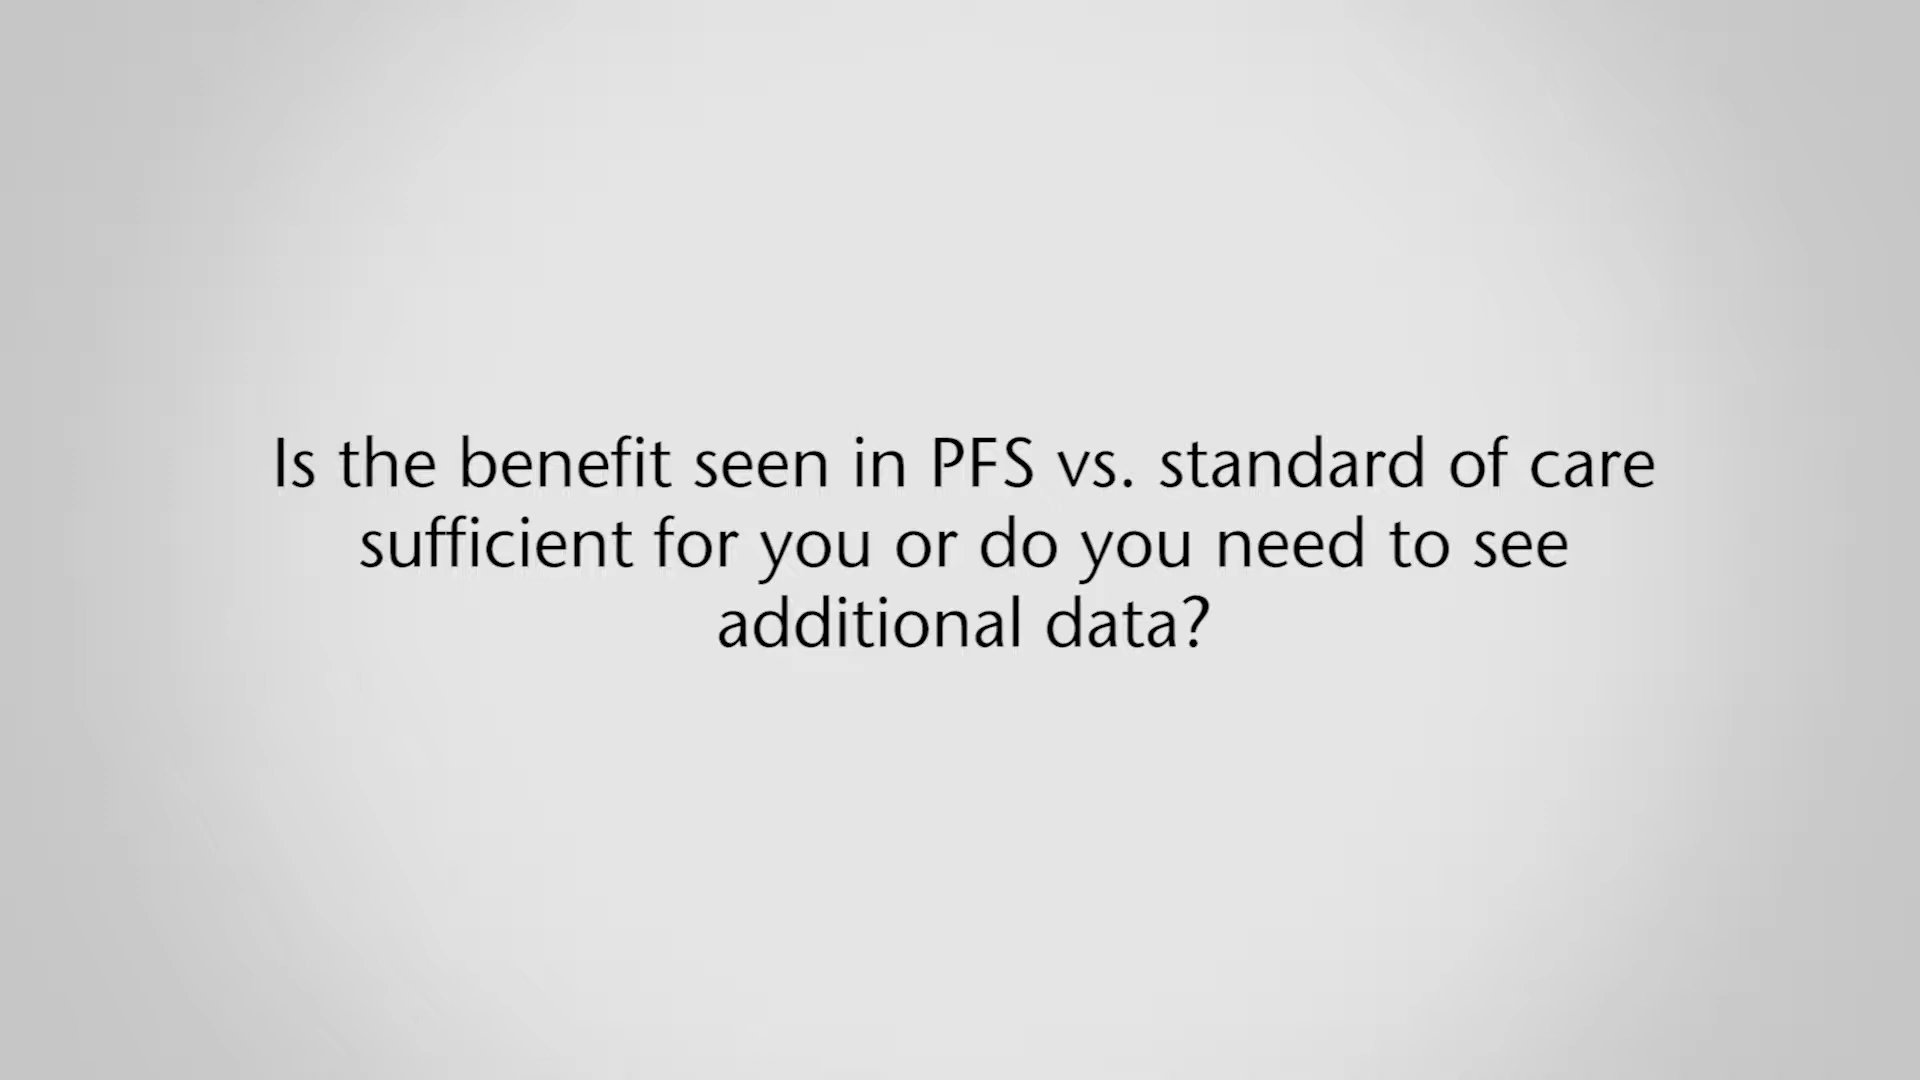 Is the benefit seen in PFS vs. standard of care
sufficient for you or do you need to see
additional data?